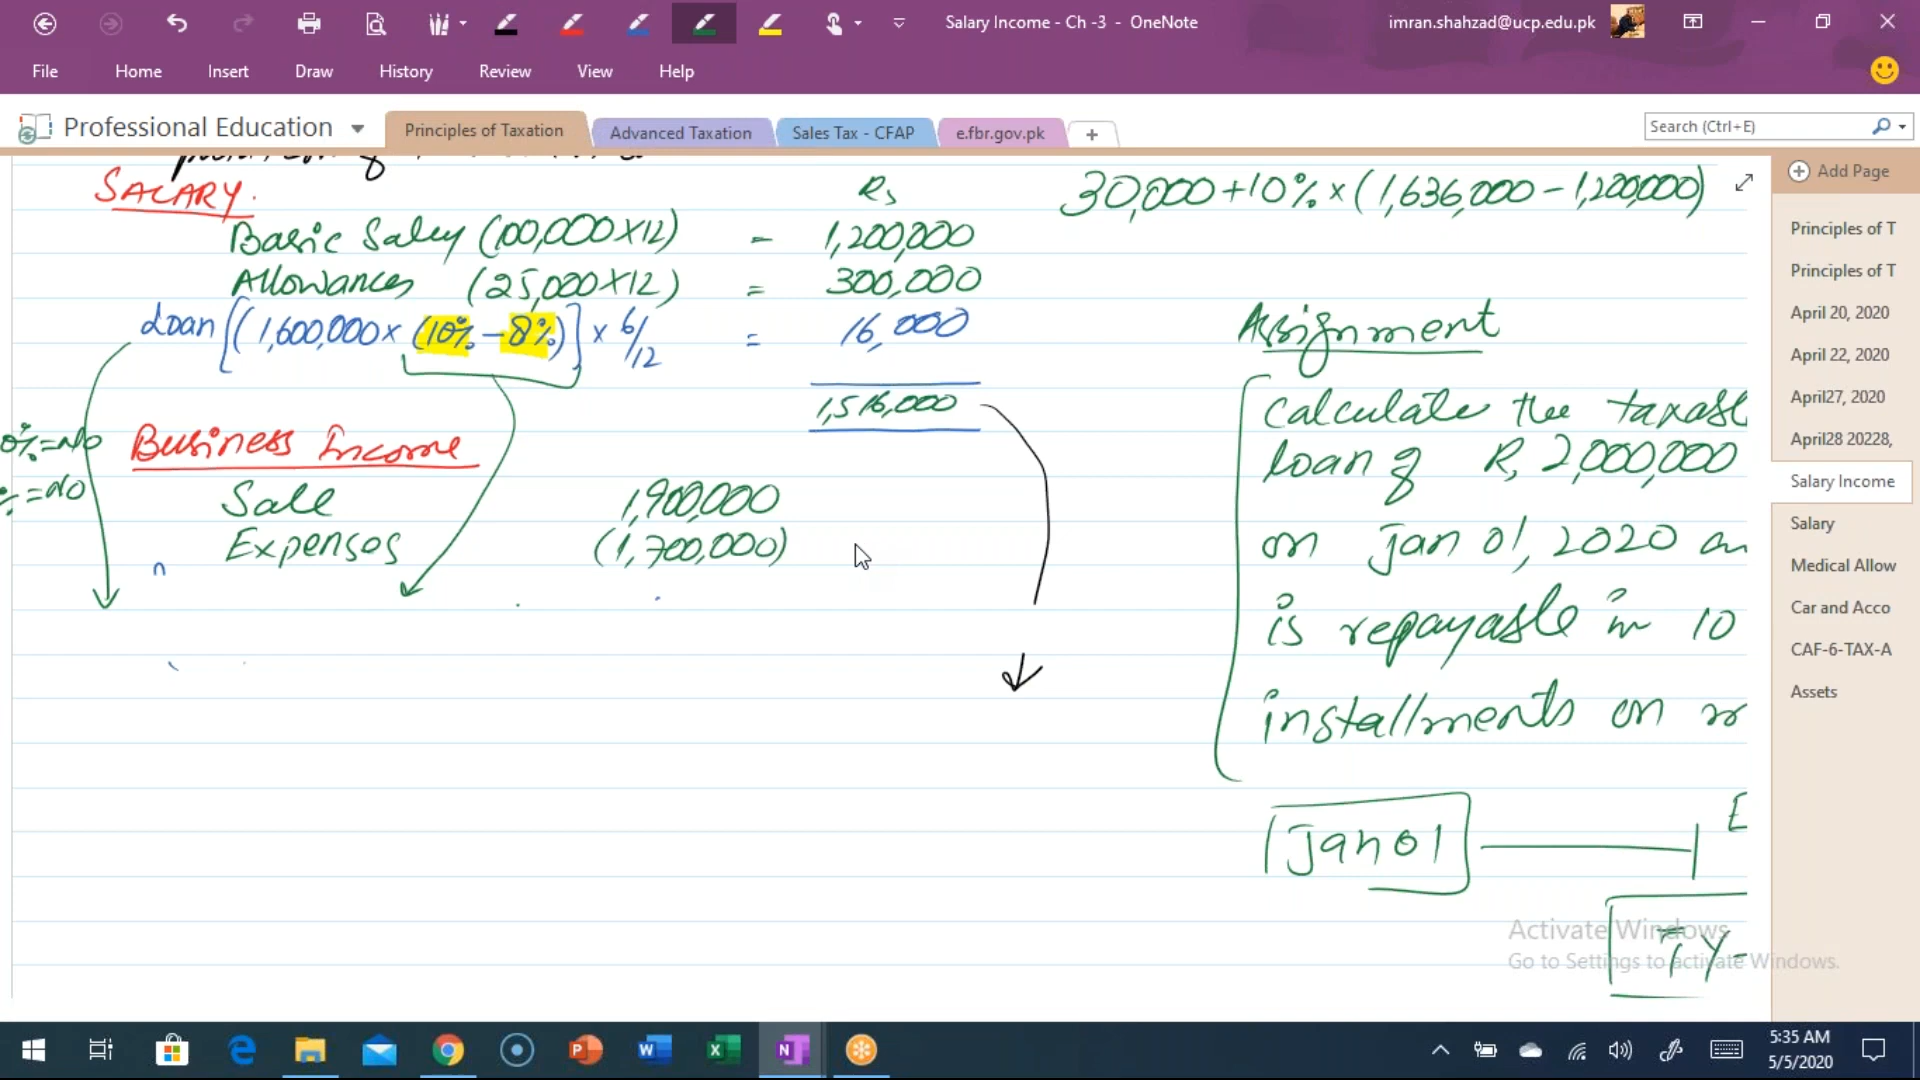 Salary Income - Ch -3 - OneNote
imran.shahzad@ucp.edu.pk
File Home Insert Draw History Review View Help
Professional Education
Principles of Taxation
Advanced Taxation
Sales Tax - CFAP
e.fbr.gov.pk
+
Search (Ctrl+E)
Add Page
Principles of T
Principles of T
April 20, 2020
April 22, 2020
April27, 2020
April28 20228,
Salary Income
Salary
Medical Allow
Car and Acco
CAF-6-TAX-A
Assets
SALARY.
Rs
Basic Salary (100,000×12) = 1,200,000
Allowances (25,000×12) = 300,000
Loan [(1,600,000×(10%-8%)] × 6/12 = 16,000
1,516,000
0%=No
%=No
Business Income
Sale 1,900,000
Expenses (1,700,000)
30,000+10%×(1,636,000-1,200,000)
Assignment
Calculate the taxabl
loan of Rs 2,000,000
on Jan 01, 2020 an
is repayable in 10
installments on
Jan 01
E
TY-
Activate Windows
Go to Settings to activate Windows.
5:35 AM
5/5/2020